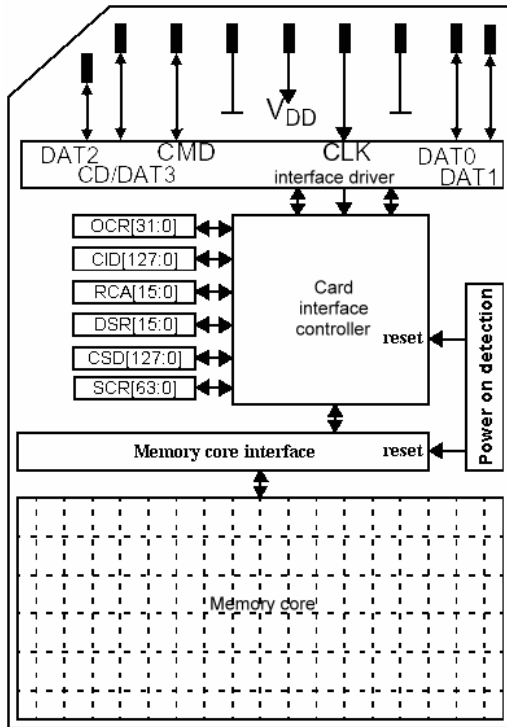 VDD
DAT2
CMD
CLK
DAT0
CD/DAT3
interface driver
DAT1
OCR[31:0]
CID[127:0]
RCA[15:0]
DSR[15:0]
CSD[127:0]
SCR[63:0]
Card
interface
controller
reset
Power on detection
Memory core interface
reset
Memory core